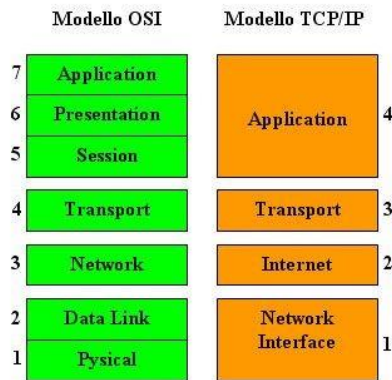 Modello OSI
Modello TCP/IP
7
Application
6
Presentation
5
Session
Application
4
4
Transport
Transport
3
3
Network
Internet
2
2
Data Link
1
Pysical
Network
Interface
1